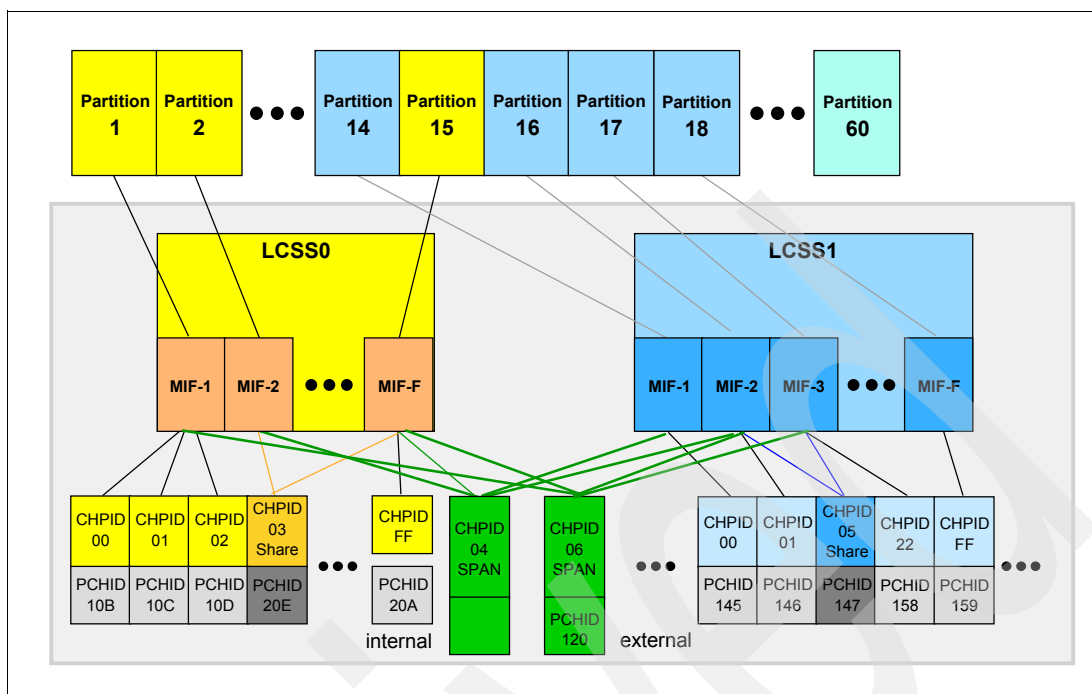 Partition
1
Partition
2
Partition
14
Partition
15
Partition
16
Partition
17
Partition
18
Partition
60
LCSS0
LCSS1
MIF-1
MIF-2
MIF-F
MIF-1
MIF-2
MIF-3
MIF-F
CHPID
00
CHPID
01
CHPID
02
CHPID
03
Share
CHPID
FF
CHPID
04
SPAN
CHPID
06
SPAN
CHPID
00
CHPID
01
CHPID
05
Share
CHPID
22
CHPID
FF
PCHID
10B
PCHID
10C
PCHID
10D
PCHID
20E
PCHID
20A
PCHID
120
PCHID
145
PCHID
146
PCHID
147
PCHID
158
PCHID
159
internal
external